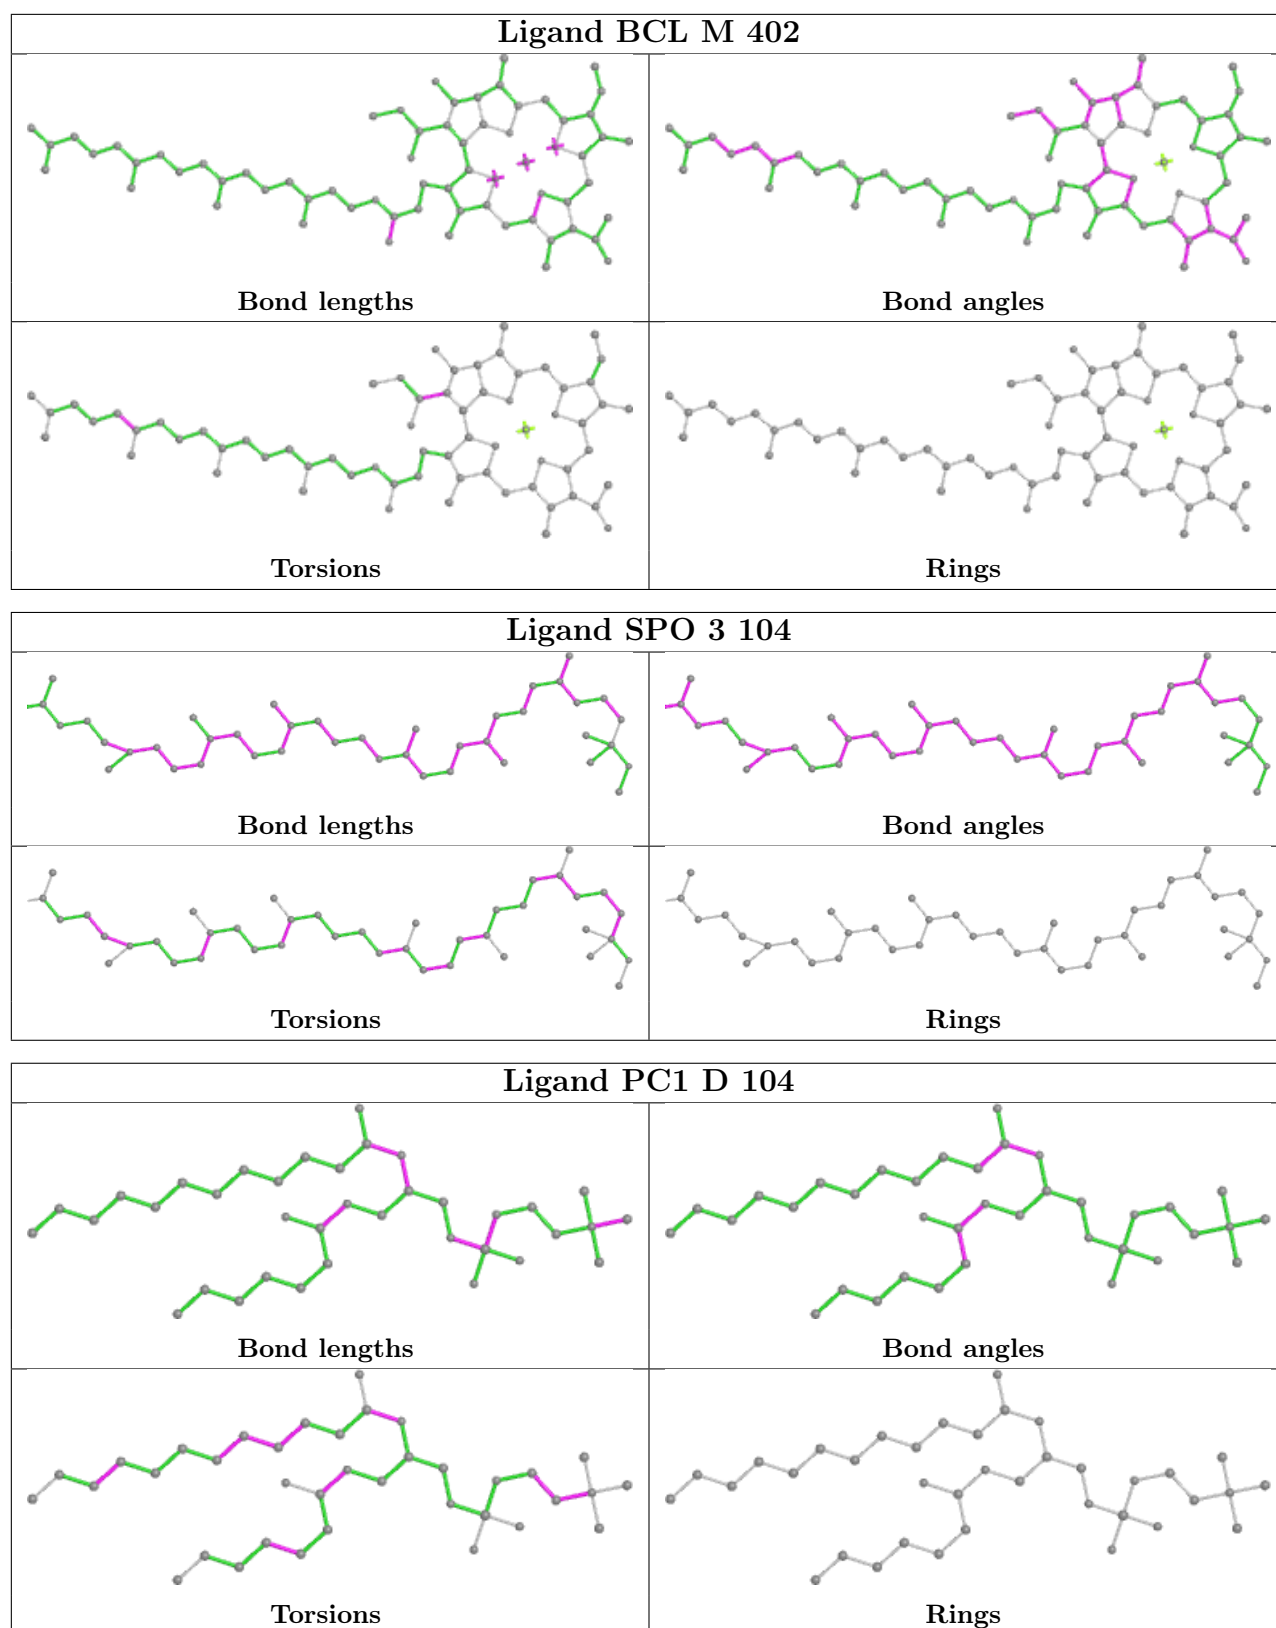 Ligand BCL M 402
Bond lengths
Bond angles
Torsions
Rings
Ligand SPO 3 104
Bond lengths
Bond angles
Torsions
Rings
Ligand PC1 D 104
Bond lengths
Bond angles
Torsions
Rings